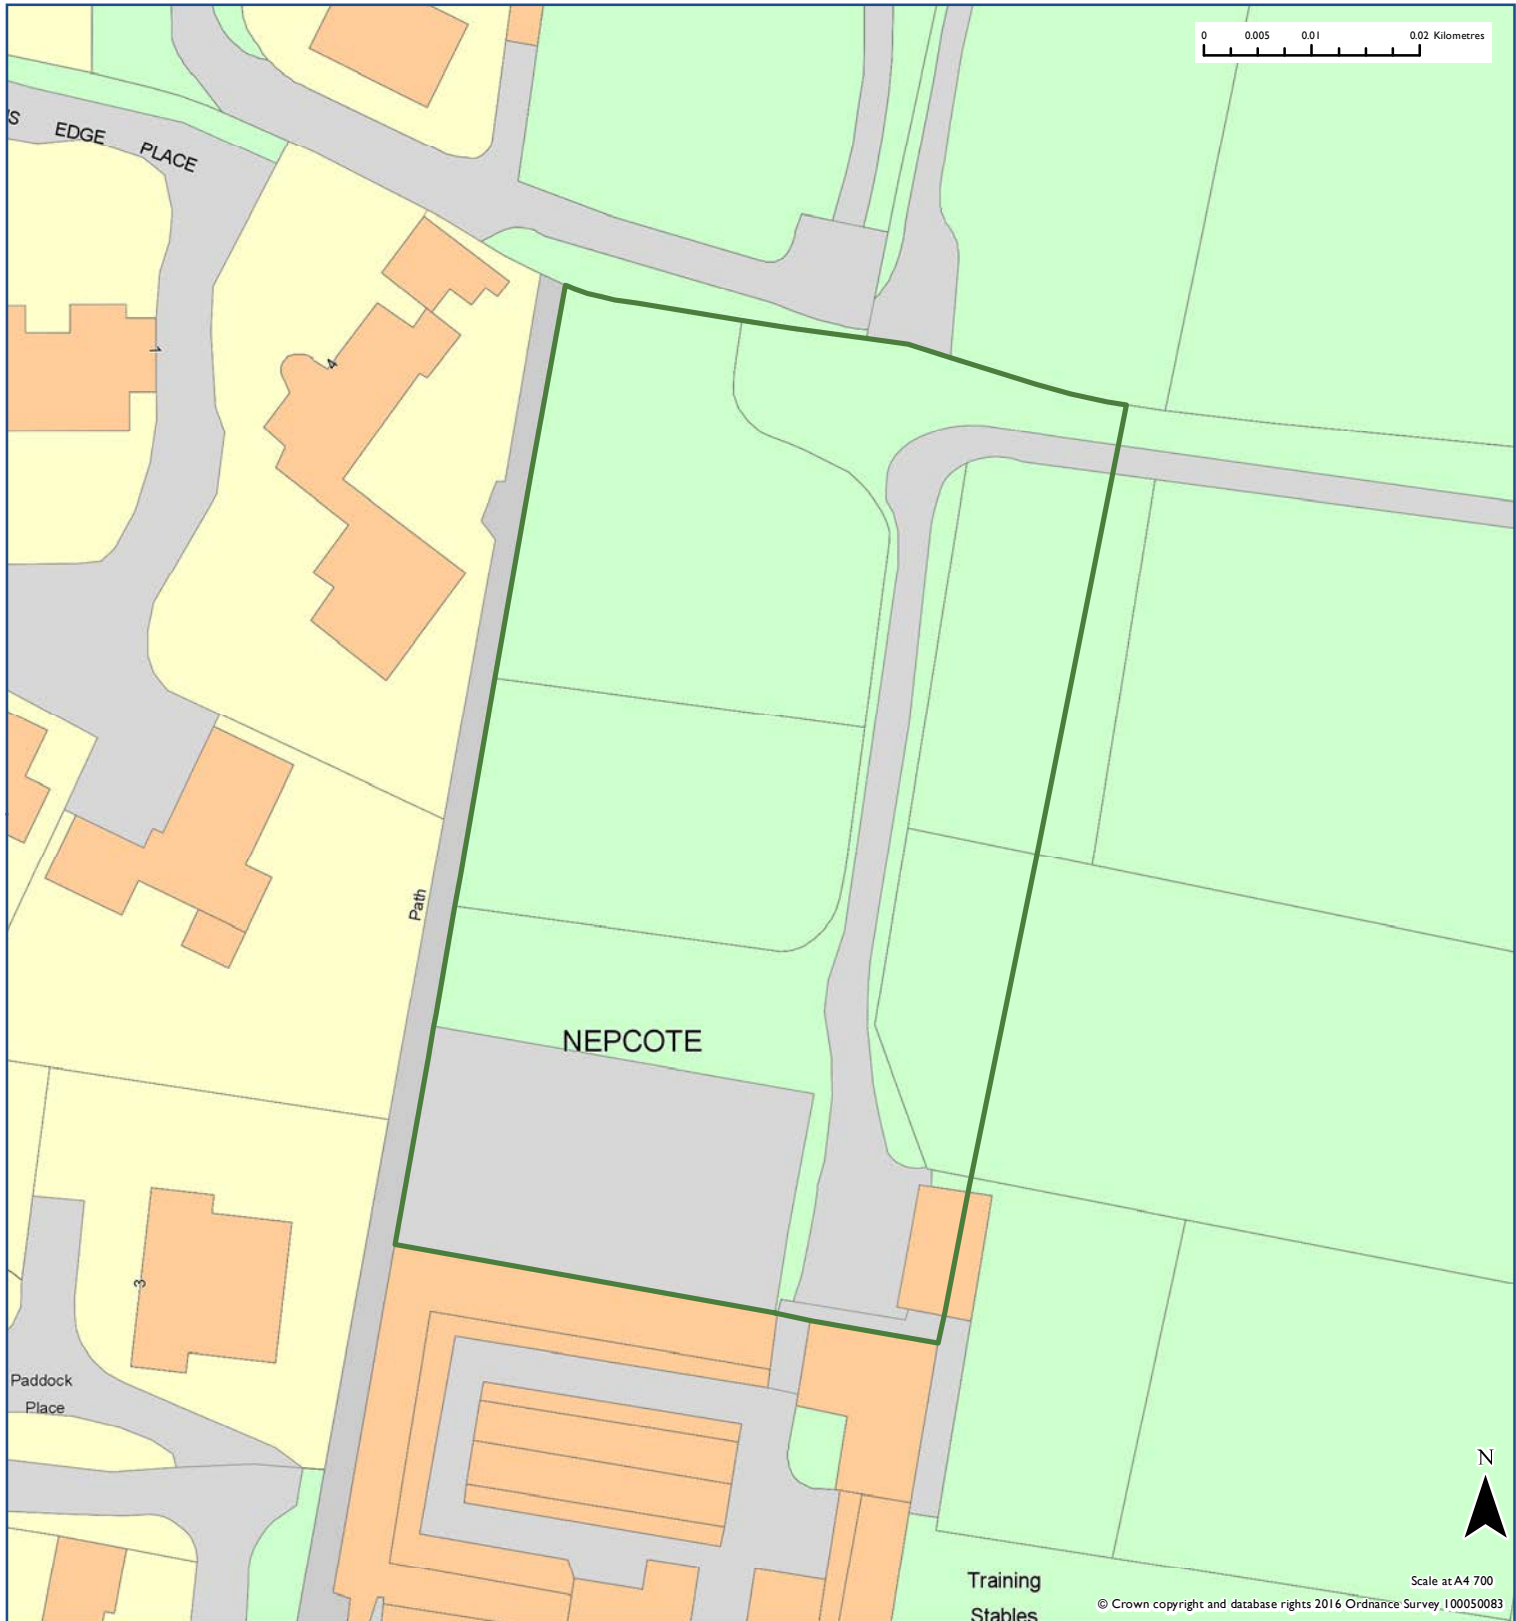 0 0.005 0.01 0.02 Kilometres
'S EDGE PLACE
1
4
Path
NEPCOTE
3
Paddock
Place
N
Training
Stables
Scale at A4 700
© Crown copyright and database rights 2016 Ordnance Survey 100050083